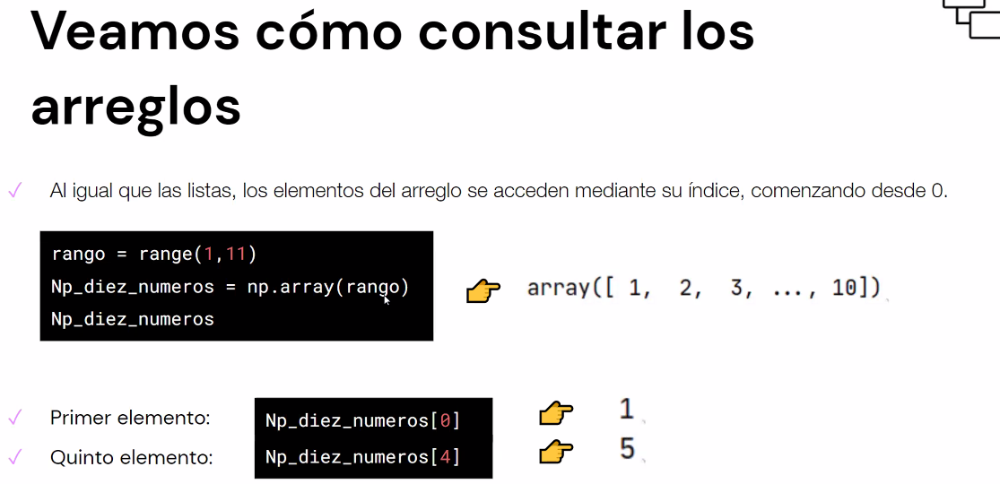 Veamos cómo consultar los
arreglos
Al igual que las listas, los elementos del arreglo se acceden mediante su índice, comenzando desde 0.
rango = range(1,11)
Np_diez_numeros = np.array(rango)
Np_diez_numeros
array([ 1, 2, 3, ..., 10])
Primer elemento:
Np_diez_numeros[0]
1
Quinto elemento:
Np_diez_numeros[4]
5